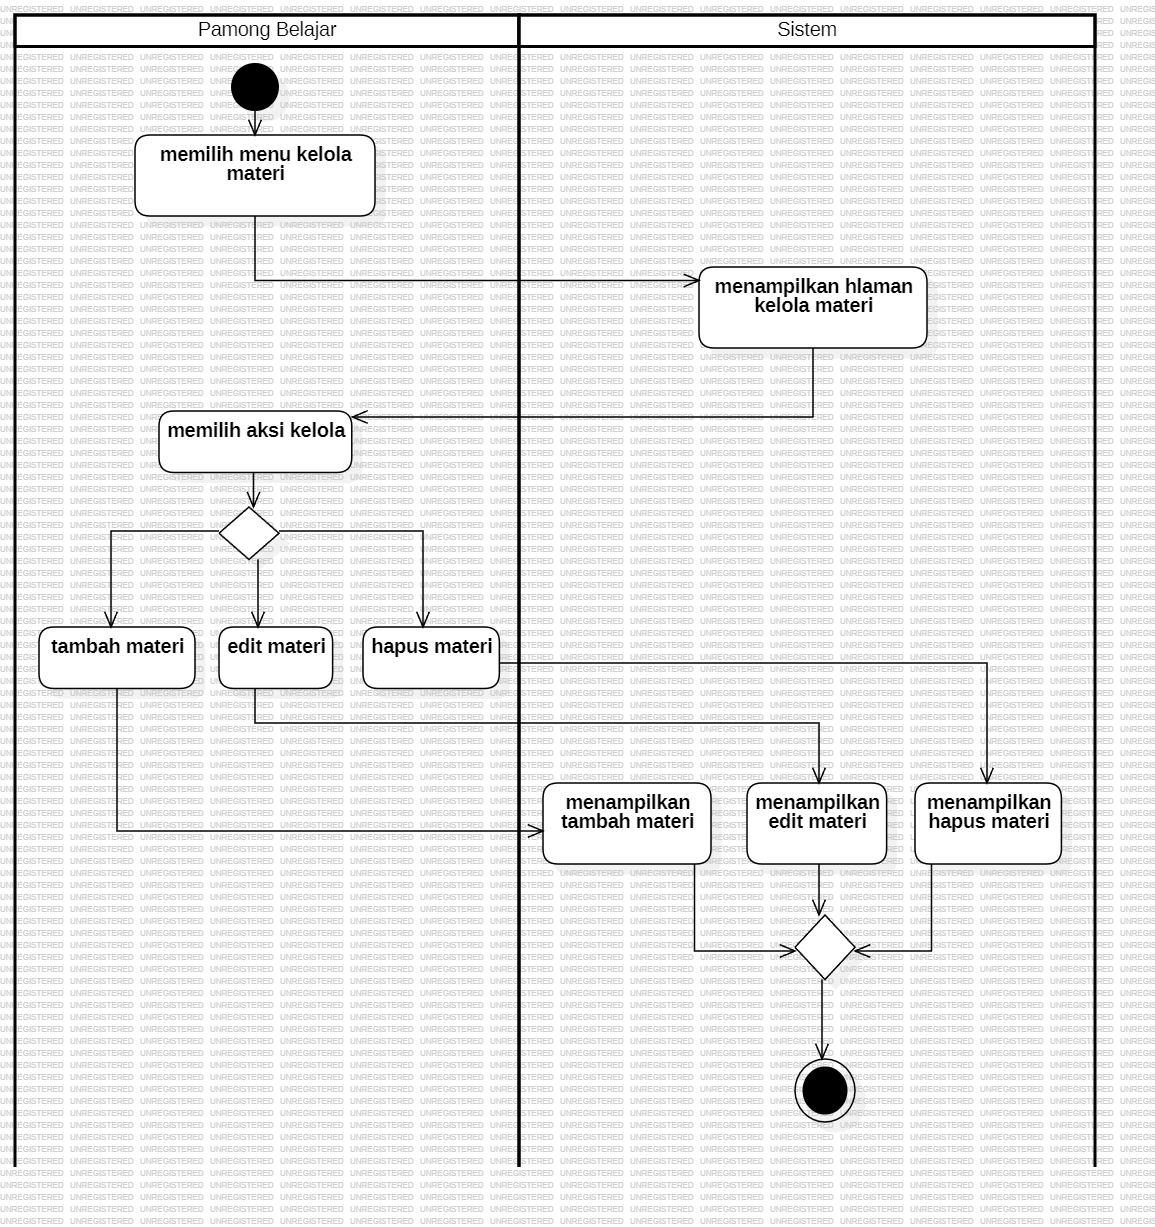 Pamong Belajar
Sistem
memilih menu kelola
materi
menampilkan hlaman
kelola materi
memilih aksi kelola
tambah materi
edit materi
hapus materi
menampilkan
tambah materi
menampilkan
edit materi
menampilkan
hapus materi
UNREGISTERED